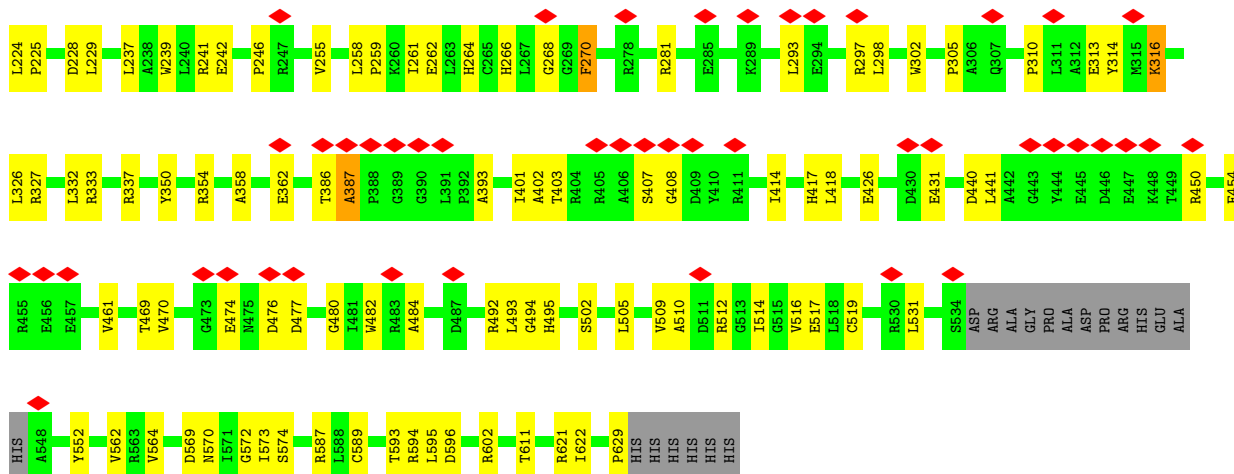 L224 P225 D228 L229 L237 A238 W239 L240 R241 E242 P246 R247 V255 L258 P259 K260 I261 E262 L263 H264 C265 H266 L267 G268 G269 F270 R278 R281 E285 K289 L293 E294 R297 L298 W302 P305 A306 Q307 P310 L311 A312 E313 Y314 M315 K316
L326 R327 L332 R333 R337 Y350 R354 A358 E362 T386 A387 P388 G389 G390 L391 P392 A393 I401 A402 T403 R404 R405 A406 S407 G408 D409 Y410 R411 I414 H417 L418 E426 D430 E431 D440 L441 A442 G443 Y444 E445 D446 E447 K448 T449 R450 E454
R455 E456 E457 V461 T469 V470 G473 E474 N475 D476 D477 G480 I481 W482 R483 A484 D487 R492 L493 G494 H495 S502 L505 V509 A510 D511 R512 G513 I514 G515 V516 E517 L518 C519 R530 L531 S534 ASP ARG ALA GLY PRO ALA ASP PRO ARG HIS GLU ALA
HIS A548 Y552 V562 R563 V564 D569 N570 I571 G572 I573 S574 R587 L588 C589 T593 R594 L595 D596 R602 T611 R621 I622 P629 HIS HIS HIS HIS HIS HIS